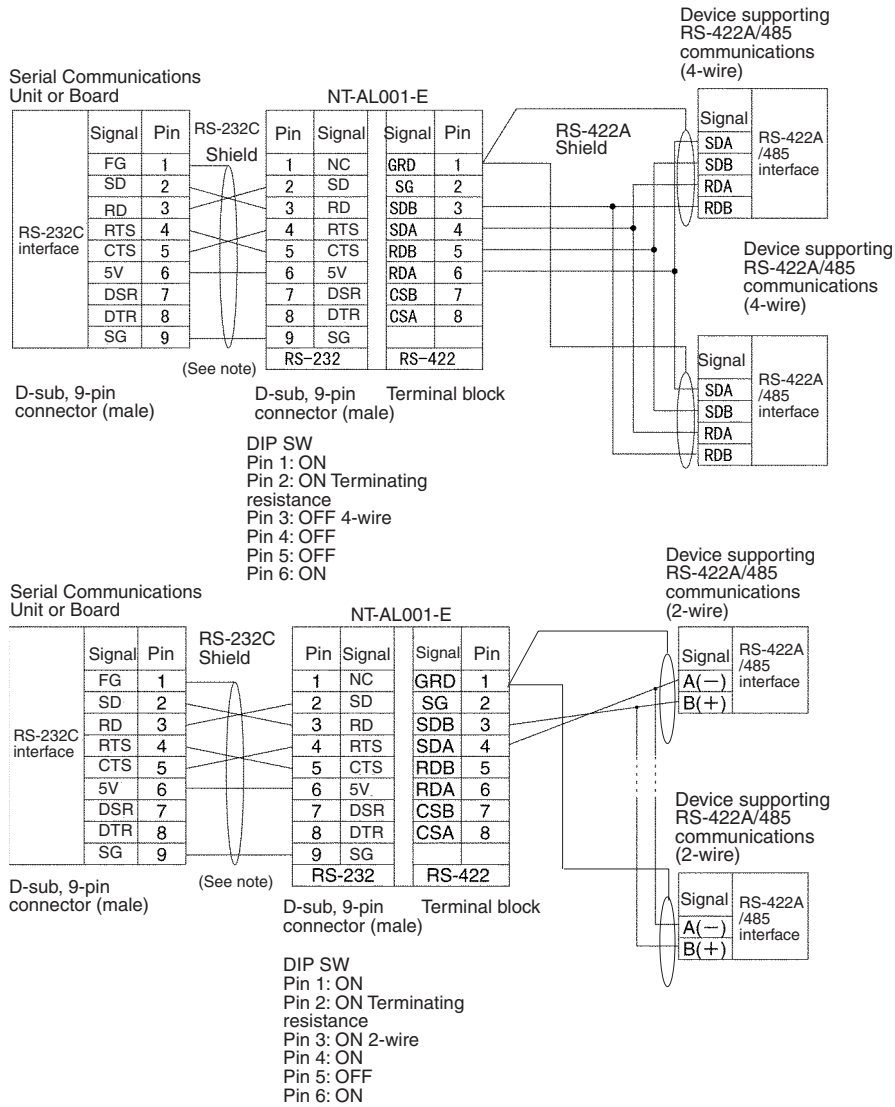 Device supporting
RS-422A/485
communications
(4-wire)
Serial Communications
Unit or Board
NT-AL001-E
Signal Pin RS-232C Pin Signal Signal Pin RS-422A Signal
Shield Shield
FG 1 1 NC GRD 1 SDA RS-422A
SD 2 2 SD SG 2 SDB /485
RD 3 3 RD SDB 3 RDA interface
RS-232C RTS 4 4 RTS SDA 4 RDB
interface CTS 5 5 CTS RDB 5
5V 6 6 5V RDA 6
DSR 7 7 DSR CSB 7
DTR 8 8 DTR CSA 8
SG 9 9 SG
RS-232 RS-422
(See note)
Device supporting
RS-422A/485
communications
(4-wire)
Signal
SDA RS-422A
SDB /485
RDA interface
RDB
D-sub, 9-pin
connector (male)
D-sub, 9-pin
connector (male)
Terminal block
DIP SW
Pin 1: ON
Pin 2: ON Terminating
resistance
Pin 3: OFF 4-wire
Pin 4: OFF
Pin 5: OFF
Pin 6: ON
Device supporting
RS-422A/485
communications
(2-wire)
Serial Communications
Unit or Board
NT-AL001-E
Signal Pin RS-232C Pin Signal Signal Pin Signal RS-422A
Shield /485
FG 1 1 NC GRD 1 A(−) interface
SD 2 2 SD SG 2 B(+)
RD 3 3 RD SDB 3
RS-232C RTS 4 4 RTS SDA 4
interface CTS 5 5 CTS RDB 5
5V 6 6 5V RDA 6
DSR 7 7 DSR CSB 7
DTR 8 8 DTR CSA 8
SG 9 9 SG
RS-232 RS-422
(See note)
Device supporting
RS-422A/485
communications
(2-wire)
Signal RS-422A
A(−) /485
B(+) interface
D-sub, 9-pin
connector (male)
D-sub, 9-pin
connector (male)
Terminal block
DIP SW
Pin 1: ON
Pin 2: ON Terminating
resistance
Pin 3: ON 2-wire
Pin 4: ON
Pin 5: OFF
Pin 6: ON